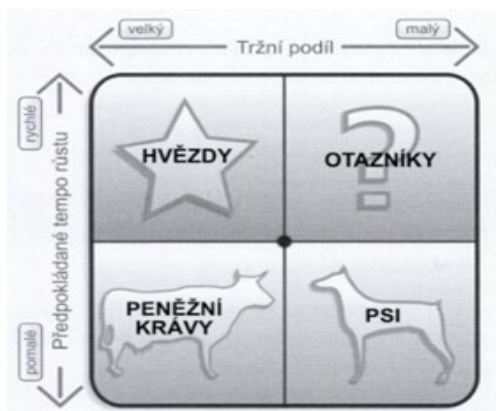 velký
malý
Tržní podíl
rychlé
Předpokládané tempo růstu
pomalé
HVĚZDY
?
OTAZNÍKY
PENĚŽNÍ
KRÁVY
PSI